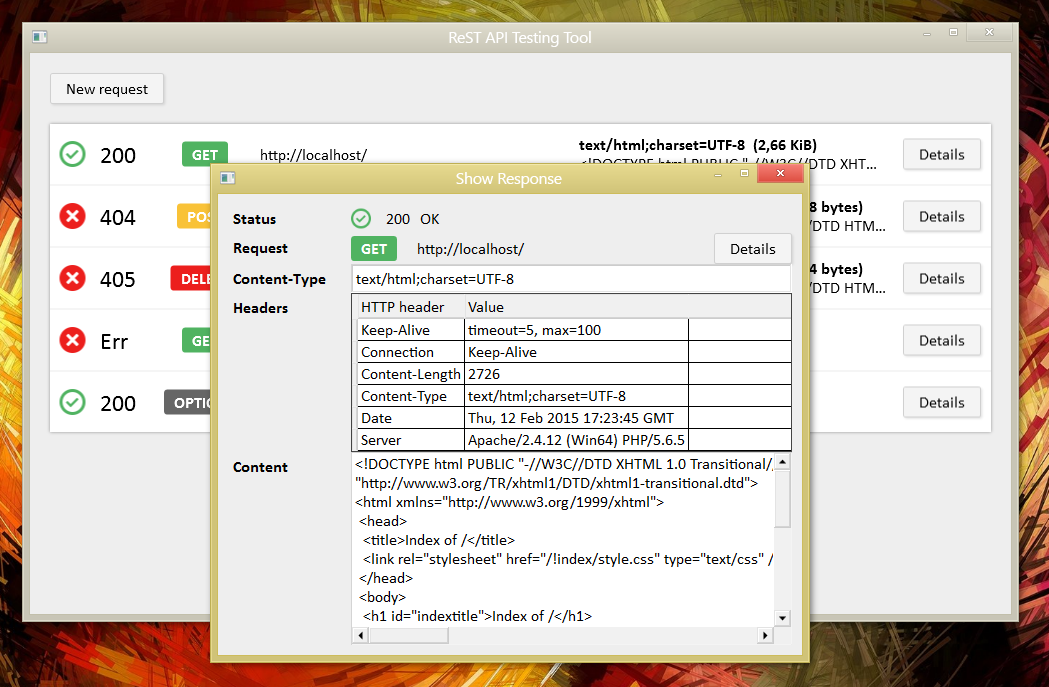 ReST API Testing Tool
New request
200 GET http://localhost/ text/html;charset=UTF-8 (2,66 KiB) Details
<!DOCTYPE html PUBLIC "-//W3C//DTD XHT...
404 8 bytes) Details
/DTD HTM...
405 4 bytes) Details
/DTD HTM...
Err Details
200 Details
Show Response
Status 200 OK
Request GET http://localhost/ Details
Content-Type text/html;charset=UTF-8
Headers HTTP header Value
Keep-Alive timeout=5, max=100
Connection Keep-Alive
Content-Length 2726
Content-Type text/html;charset=UTF-8
Date Thu, 12 Feb 2015 17:23:45 GMT
Server Apache/2.4.12 (Win64) PHP/5.6.5
Content <!DOCTYPE html PUBLIC "-//W3C//DTD XHTML 1.0 Transitional/
"http://www.w3.org/TR/xhtml1/DTD/xhtml1-transitional.dtd">
<html xmlns="http://www.w3.org/1999/xhtml">
<head>
<title>Index of /</title>
<link rel="stylesheet" href="/!index/style.css" type="text/css" /
</head>
<body>
<h1 id="indextitle">Index of /</h1>